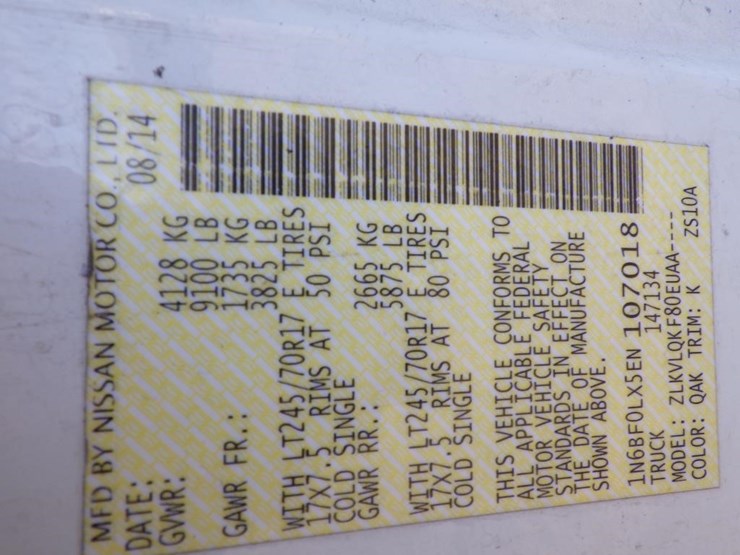 MFD BY NISSAN MOTOR CO., LTD.
DATE: 08/14
GVWR: 4128 KG
9100 LB
GAWR FR.: 1735 KG
3825 LB
WITH LT245/70R17 E TIRES
17X7.5 RIMS AT 50 PSI
COLD SINGLE
GAWR RR.: 2665 KG
5875 LB
WITH LT245/70R17 E TIRES
17X7.5 RIMS AT 80 PSI
COLD SINGLE
THIS VEHICLE CONFORMS TO
ALL APPLICABLE FEDERAL
MOTOR VEHICLE SAFETY
STANDARDS IN EFFECT ON
THE DATE OF MANUFACTURE
SHOWN ABOVE.
1N6BF0LX5EN 107018
TRUCK 147134
MODEL: ZLKVLQKF80EUAA----
COLOR: QAK TRIM: K ZS10A